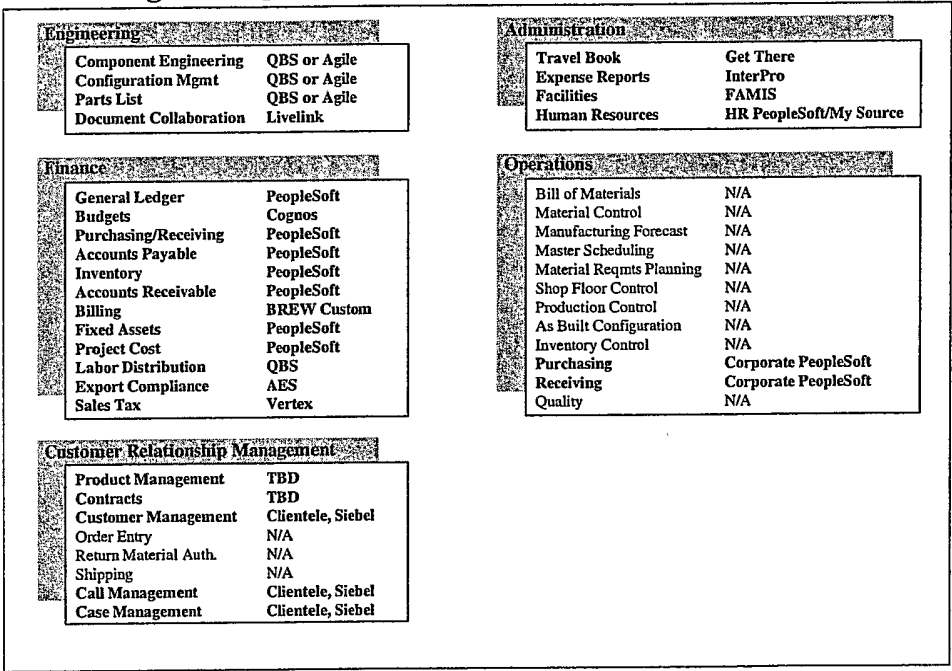 Engineering
Component Engineering QBS or Agile
Configuration Mgmt QBS or Agile
Parts List QBS or Agile
Document Collaboration Livelink
Administration
Travel Book Get There
Expense Reports InterPro
Facilities FAMIS
Human Resources HR PeopleSoft/My Source
Finance
General Ledger PeopleSoft
Budgets Cognos
Purchasing/Receiving PeopleSoft
Accounts Payable PeopleSoft
Inventory PeopleSoft
Accounts Receivable PeopleSoft
Billing BREW Custom
Fixed Assets PeopleSoft
Project Cost PeopleSoft
Labor Distribution QBS
Export Compliance AES
Sales Tax Vertex
Operations
Bill of Materials N/A
Material Control N/A
Manufacturing Forecast N/A
Master Scheduling N/A
Material Reqmts Planning N/A
Shop Floor Control N/A
Production Control N/A
As Built Configuration N/A
Inventory Control N/A
Purchasing Corporate PeopleSoft
Receiving Corporate PeopleSoft
Quality N/A
Customer Relationship Management
Product Management TBD
Contracts TBD
Customer Management Clientele, Siebel
Order Entry N/A
Return Material Auth. N/A
Shipping N/A
Call Management Clientele, Siebel
Case Management Clientele, Siebel